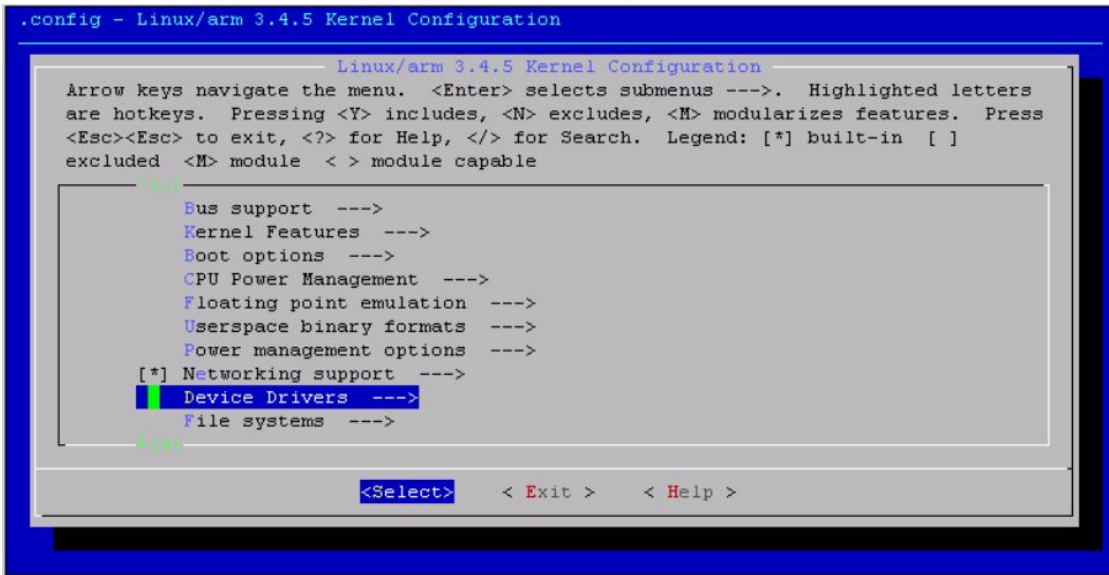 .config - Linux/arm 3.4.5 Kernel Configuration
Linux/arm 3.4.5 Kernel Configuration
Arrow keys navigate the menu.  <Enter> selects submenus --->.  Highlighted letters
are hotkeys.  Pressing <Y> includes, <N> excludes, <M> modularizes features.  Press
<Esc><Esc> to exit, <?> for Help, </> for Search.  Legend: [*] built-in  [ ]
excluded  <M> module  < > module capable
Bus support  --->
Kernel Features  --->
Boot options  --->
CPU Power Management  --->
Floating point emulation  --->
Userspace binary formats  --->
Power management options  --->
[*] Networking support  --->
Device Drivers  --->
File systems  --->
<Select>    < Exit >    < Help >